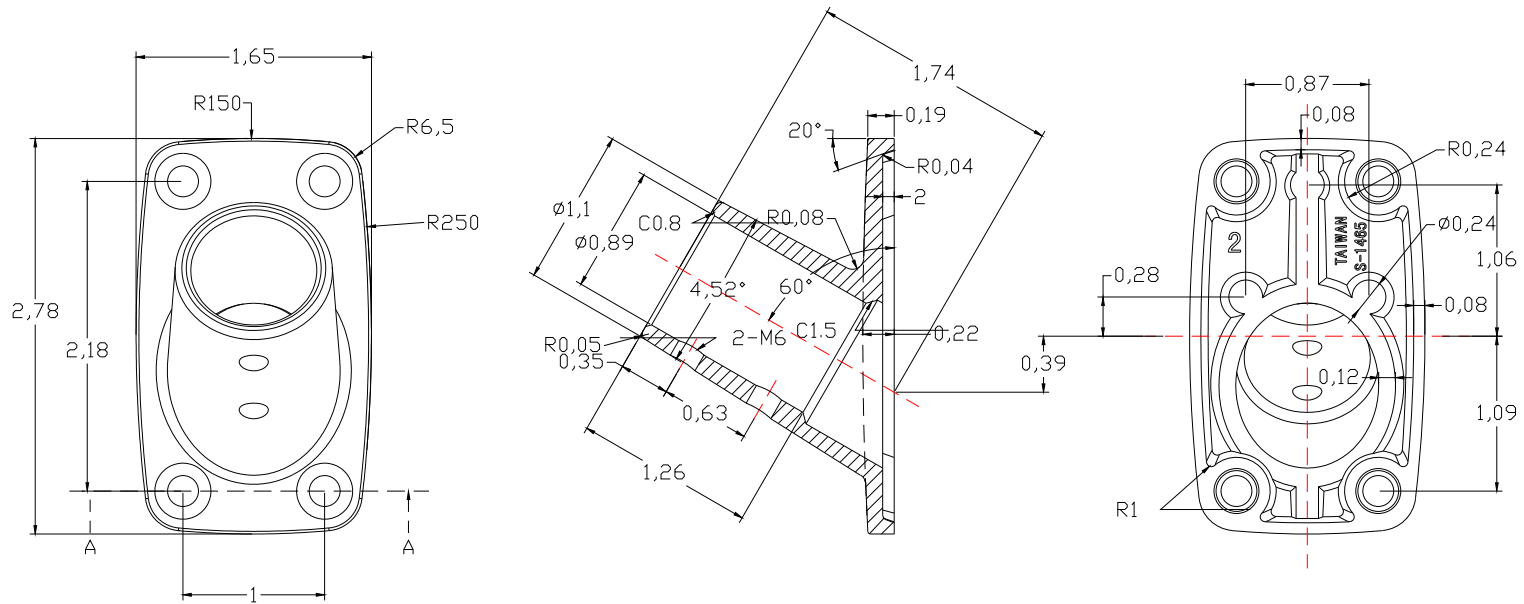 1,65
R150
R6,5
R250
2,78
2,18
A
A
1
1,74
0,19
20°
R0,04
2
Ø1,1
Ø0,89
C0.8
R0,08
4,52°
60°
2-M6
C1.5
0,22
R0,05
0,35
0,39
0,63
1,26
0,87
0,08
R0,24
Ø0,24
1,06
0,28
2
TAIWAN
S-1465
0,08
0,12
1,09
R1